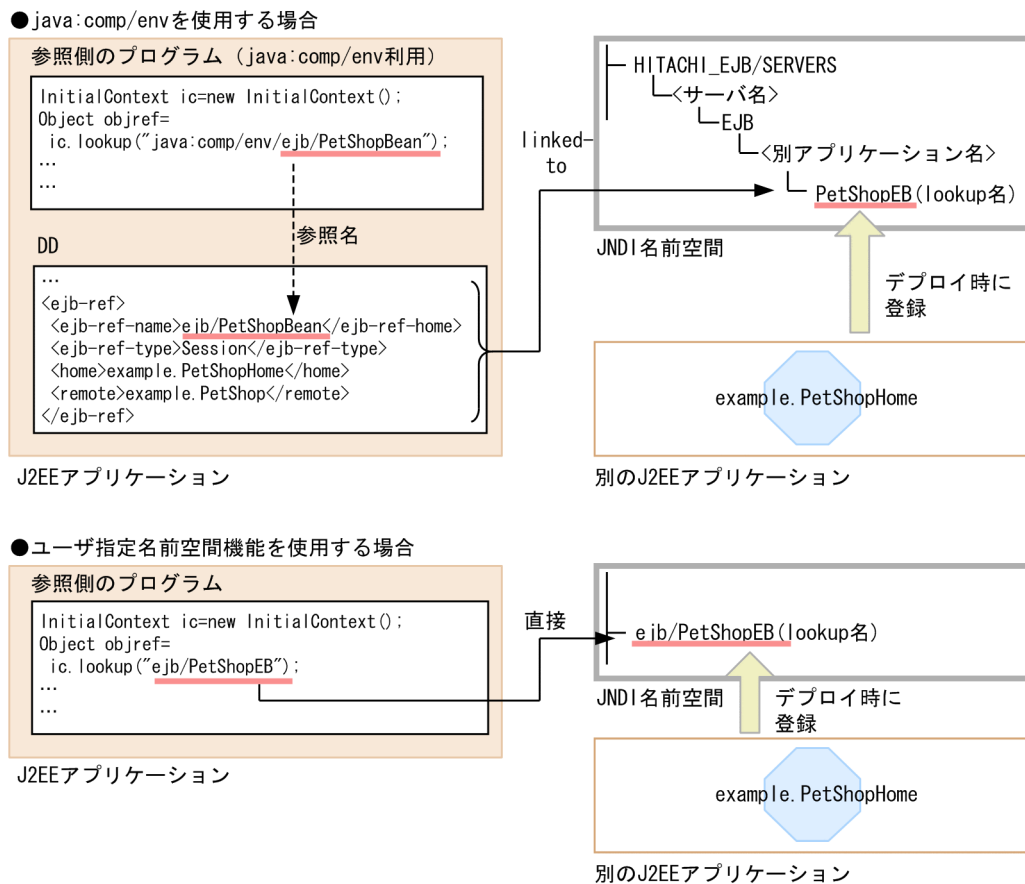 ●java:comp/envを使用する場合
参照側のプログラム（java:comp/env利用）
InitialContext ic=new InitialContext();
Object objref=
ic.lookup("java:comp/env/ejb/PetShopBean");
…
…
参照名
DD
…
<ejb-ref>
<ejb-ref-name>ejb/PetShopBean</ejb-ref-home>
<ejb-ref-type>Session</ejb-ref-type>
<home>example.PetShopHome</home>
<remote>example.PetShop</remote>
</ejb-ref>
J2EEアプリケーション
linked-
to
HITACHI_EJB/SERVERS
<サーバ名>
EJB
<別アプリケーション名>
PetShopEB(lookup名)
JNDI名前空間
デプロイ時に
登録
example.PetShopHome
別のJ2EEアプリケーション
●ユーザ指定名前空間機能を使用する場合
参照側のプログラム
InitialContext ic=new InitialContext();
Object objref=
ic.lookup("ejb/PetShopEB");
…
…
J2EEアプリケーション
直接
ejb/PetShopEB(lookup名)
JNDI名前空間
デプロイ時に
登録
example.PetShopHome
別のJ2EEアプリケーション